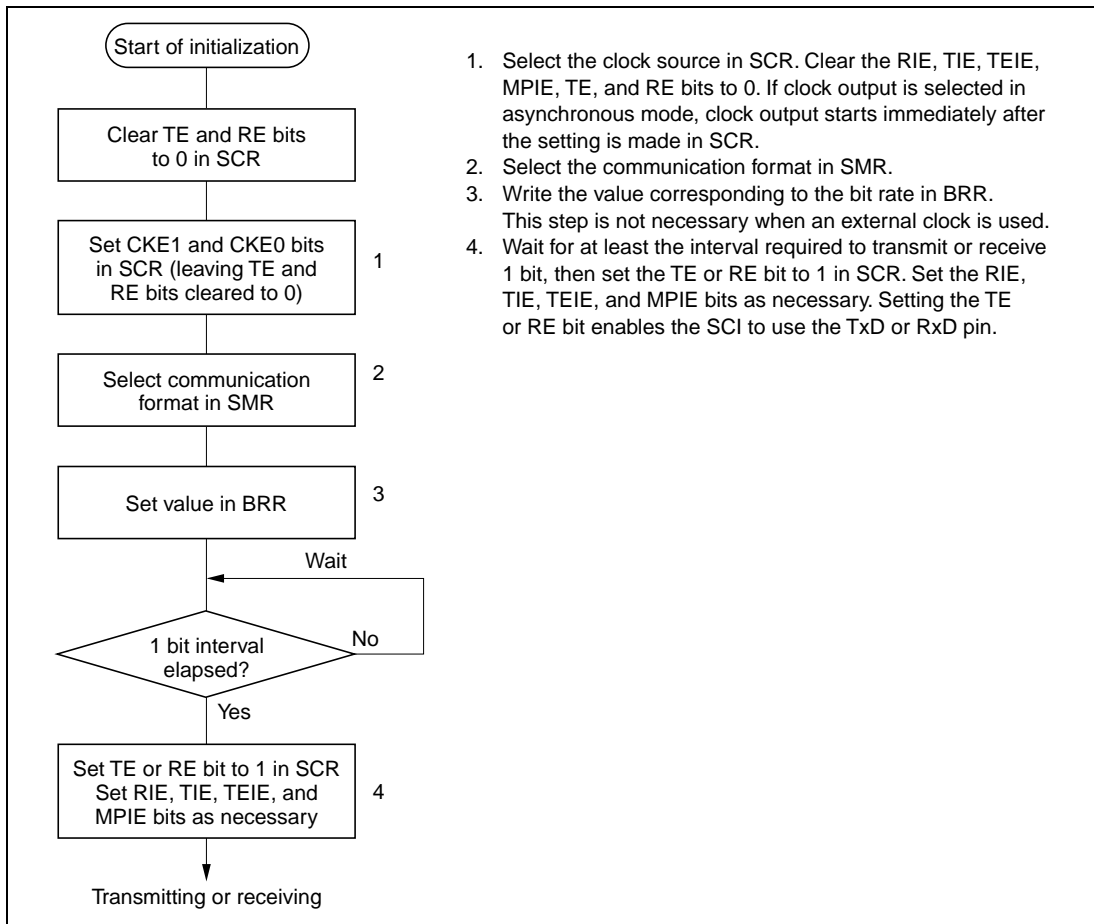 Start of initialization
Clear TE and RE bits
to 0 in SCR
Set CKE1 and CKE0 bits
in SCR (leaving TE and
RE bits cleared to 0)
1
Select communication
format in SMR
2
Set value in BRR
3
Wait
1 bit interval
elapsed?
No
Yes
Set TE or RE bit to 1 in SCR
Set RIE, TIE, TEIE, and
MPIE bits as necessary
4
Transmitting or receiving
1. Select the clock source in SCR. Clear the RIE, TIE, TEIE,
MPIE, TE, and RE bits to 0. If clock output is selected in
asynchronous mode, clock output starts immediately after
the setting is made in SCR.
2. Select the communication format in SMR.
3. Write the value corresponding to the bit rate in BRR.
This step is not necessary when an external clock is used.
4. Wait for at least the interval required to transmit or receive
1 bit, then set the TE or RE bit to 1 in SCR. Set the RIE,
TIE, TEIE, and MPIE bits as necessary. Setting the TE
or RE bit enables the SCI to use the TxD or RxD pin.